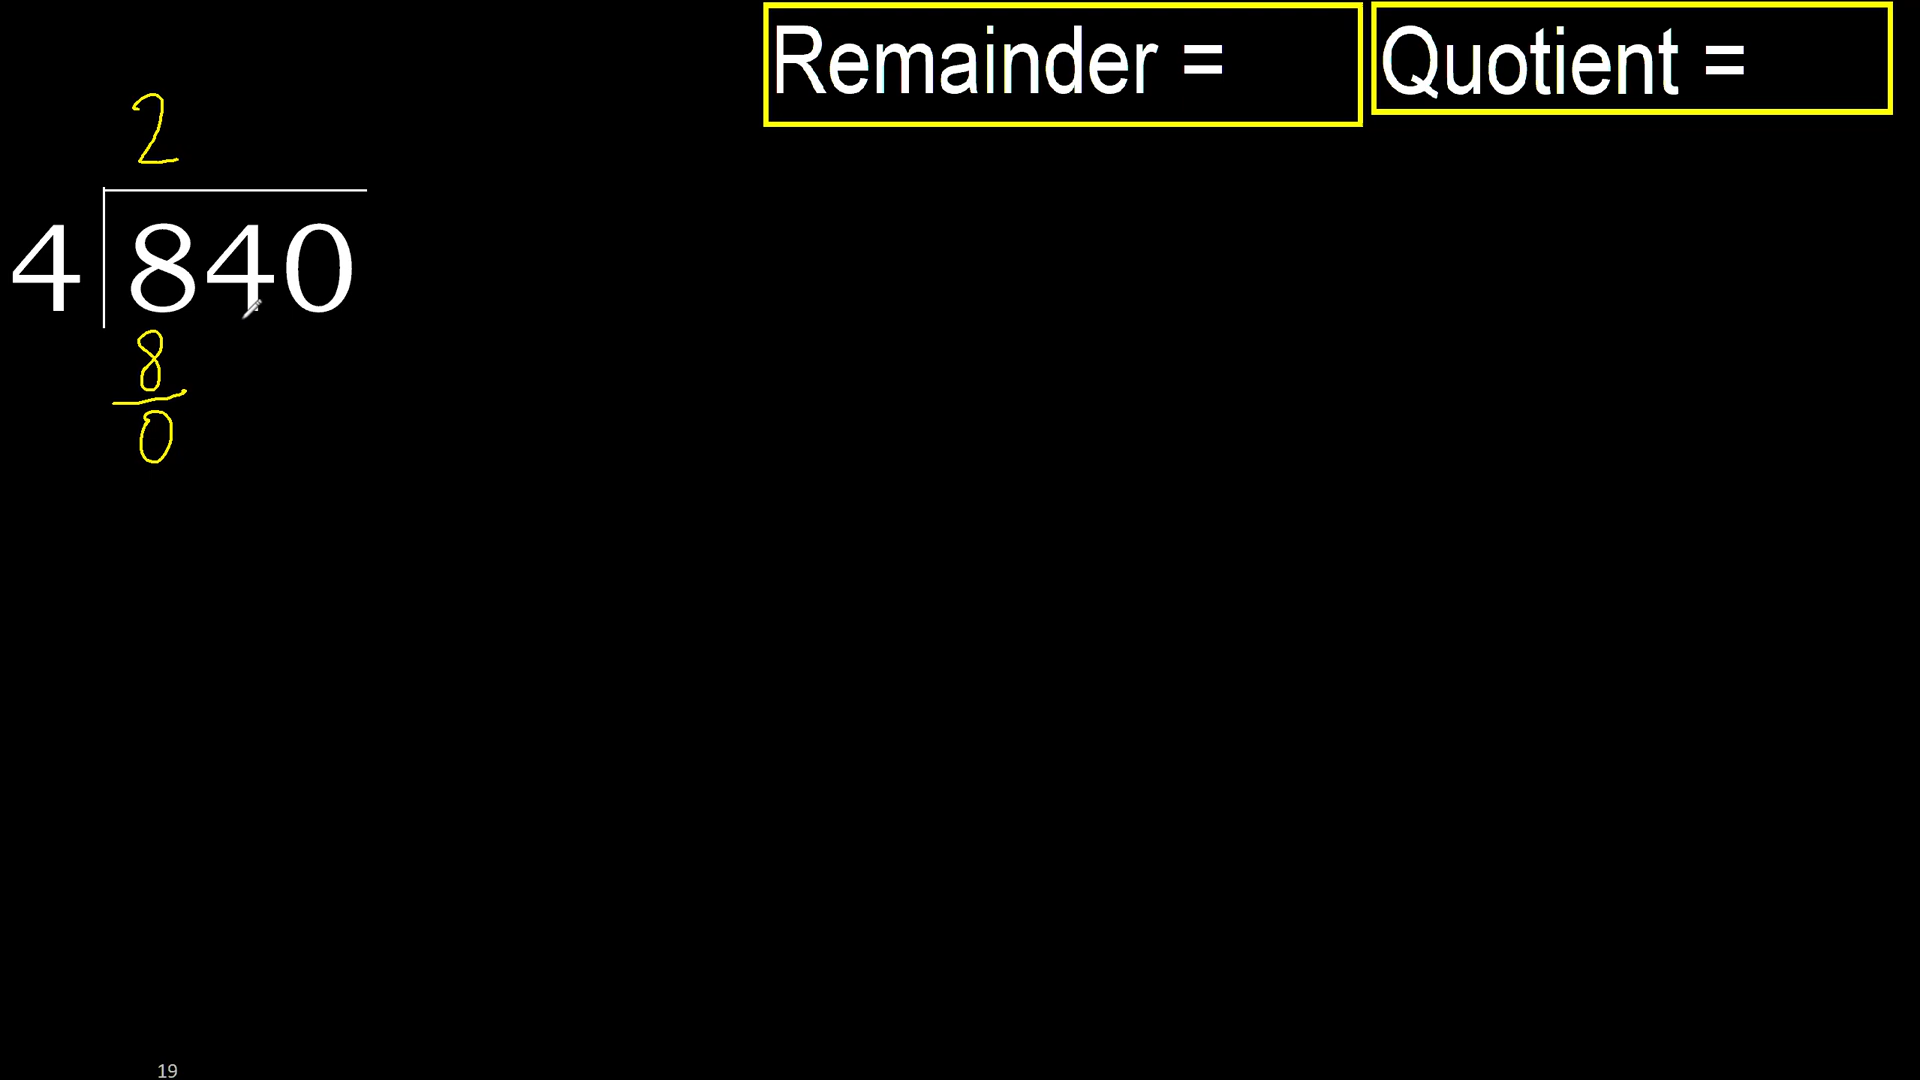 Remainder =
Quotient =
2
4 840
8
0
19